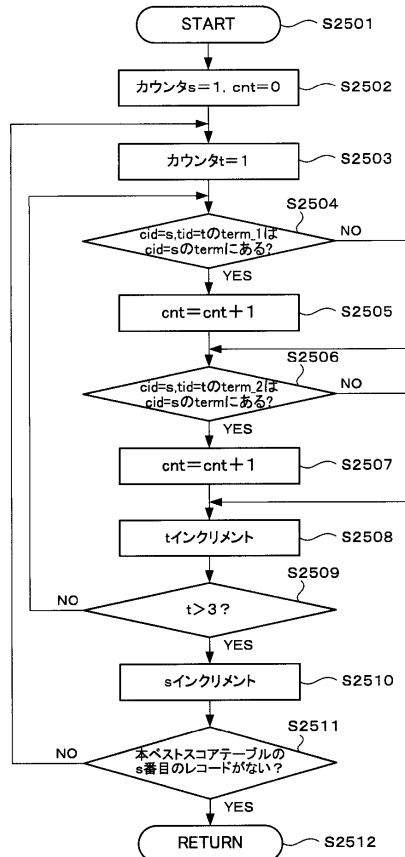 START
S2501
カウンタs=1, cnt=0
S2502
カウンタt=1
S2503
S2504
cid=s,tid=tのterm_1は
cid=sのtermにある?
NO
YES
cnt=cnt+1
S2505
S2506
cid=s,tid=tのterm_2は
cid=sのtermにある?
NO
YES
cnt=cnt+1
S2507
tインクリメント
S2508
S2509
NO
t>3?
YES
sインクリメント
S2510
S2511
NO
本ベストスコアテーブルの
s番目のレコードがない?
YES
RETURN
S2512